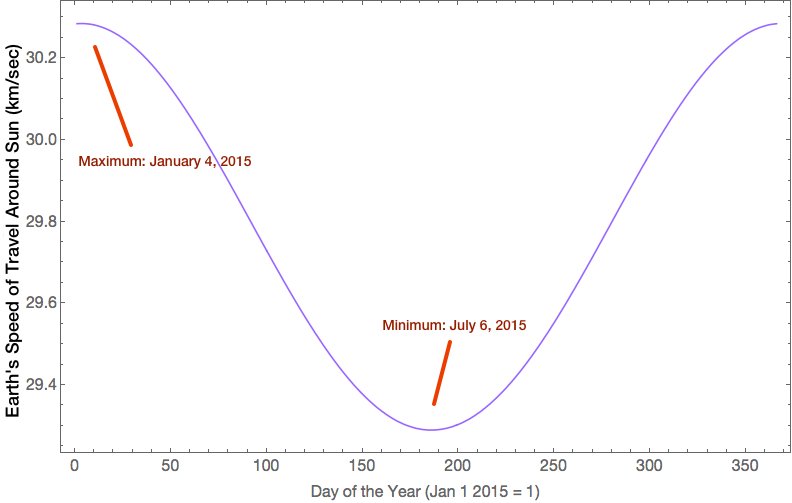 Earth's Speed of Travel Around Sun (km/sec)
30.2
30.0
29.8
29.6
29.4
Maximum: January 4, 2015
Minimum: July 6, 2015
0 50 100 150 200 250 300 350
Day of the Year (Jan 1 2015 = 1)